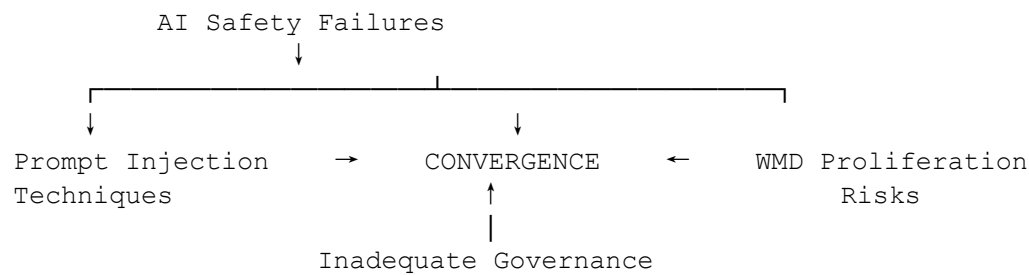 AI Safety Failures
Prompt Injection CONVERGENCE WMD Proliferation
Techniques Risks
Inadequate Governance